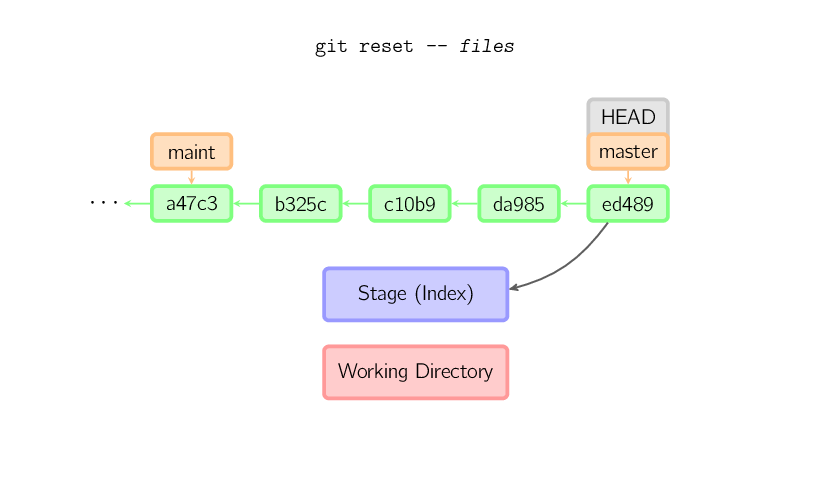 git reset -- files
HEAD
maint
master
... a47c3 b325c c10b9 da985 ed489
Stage (Index)
Working Directory